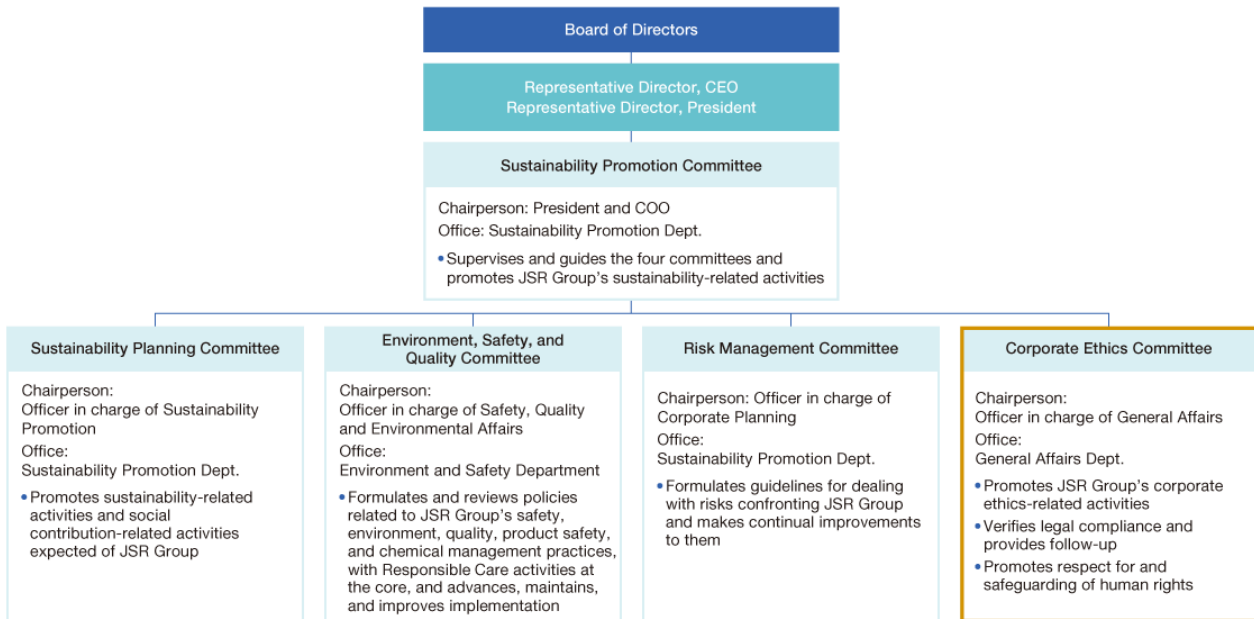 Board of Directors
Representative Director, CEO
Representative Director, President
Sustainability Promotion Committee
Chairperson: President and COO
Office: Sustainability Promotion Dept.
• Supervises and guides the four committees and
promotes JSR Group's sustainability-related activities
Sustainability Planning Committee
Chairperson:
Officer in charge of Sustainability
Promotion
Office:
Sustainability Promotion Dept.
• Promotes sustainability-related
activities and social
contribution-related activities
expected of JSR Group
Environment, Safety, and
Quality Committee
Chairperson:
Officer in charge of Safety, Quality
and Environmental Affairs
Office:
Environment and Safety Department
• Formulates and reviews policies
related to JSR Group's safety,
environment, quality, product safety,
and chemical management practices,
with Responsible Care activities at
the core, and advances, maintains,
and improves implementation
Risk Management Committee
Chairperson: Officer in charge of
Corporate Planning
Office:
Sustainability Promotion Dept.
• Formulates guidelines for dealing
with risks confronting JSR Group
and makes continual improvements
to them
Corporate Ethics Committee
Chairperson:
Officer in charge of General Affairs
Office:
General Affairs Dept.
• Promotes JSR Group's corporate
ethics-related activities
• Verifies legal compliance and
provides follow-up
• Promotes respect for and
safeguarding of human rights